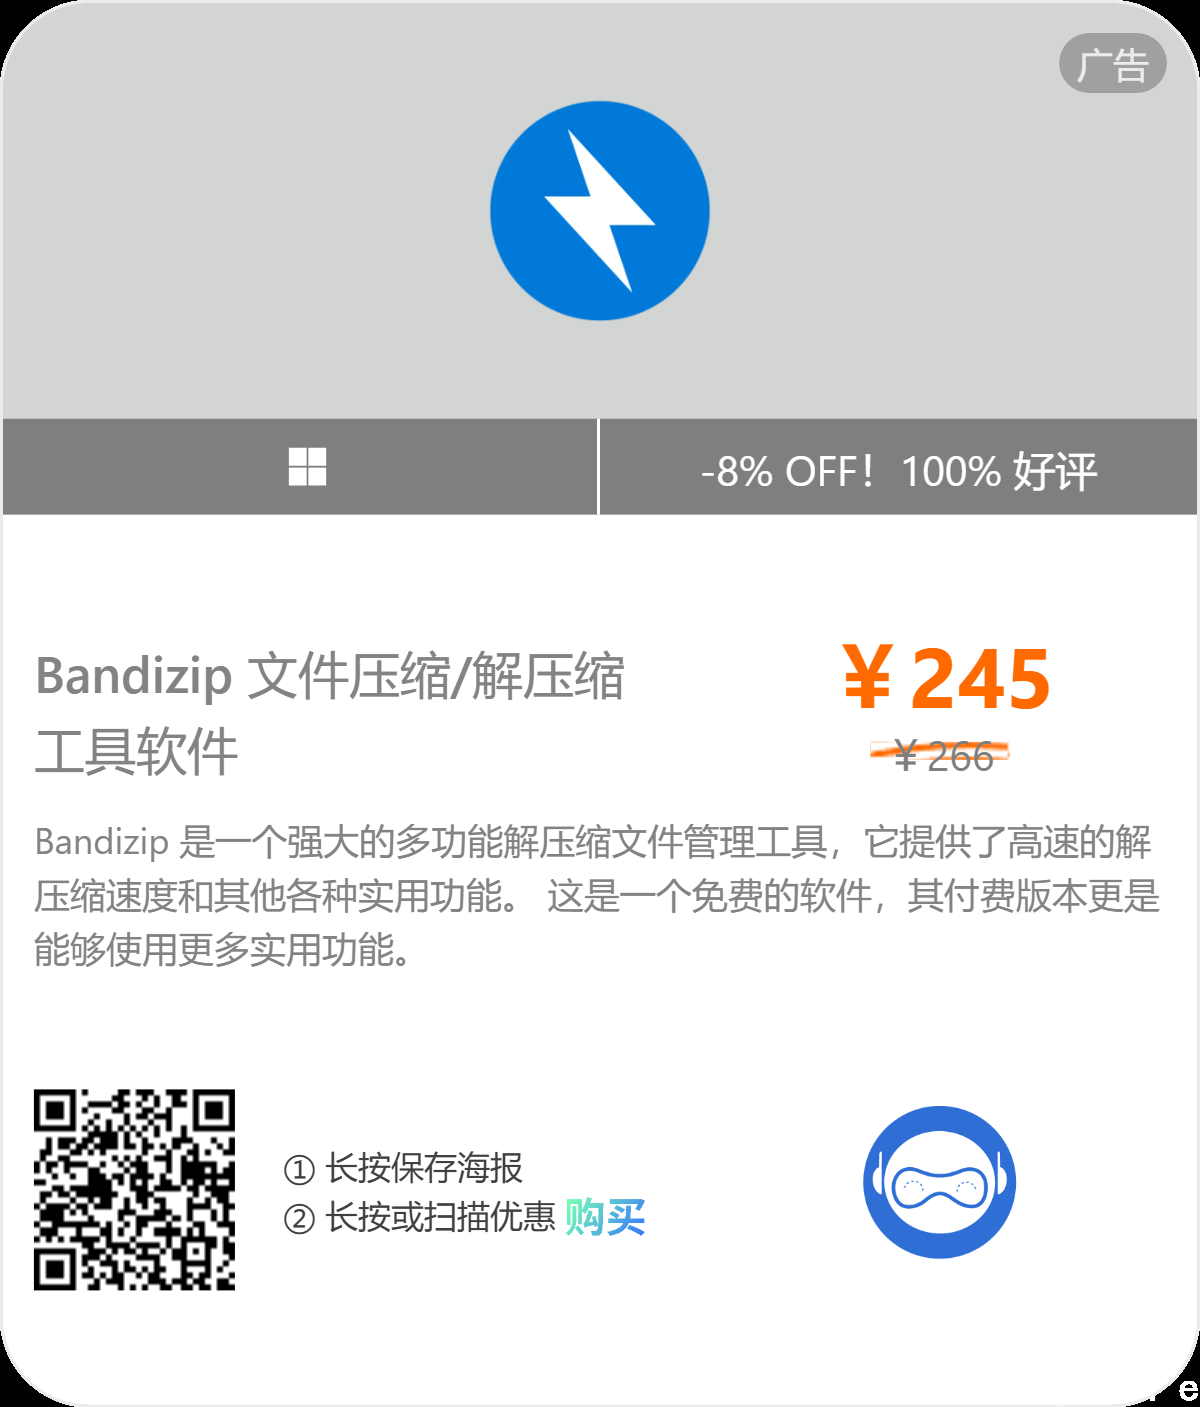 广告
-8% OFF！100% 好评
Bandizip 文件压缩/解压缩
工具软件
¥ 245
¥ 266
Bandizip 是一个强大的多功能解压缩文件管理工具，它提供了高速的解
压缩速度和其他各种实用功能。 这是一个免费的软件，其付费版本更是
能够使用更多实用功能。
① 长按保存海报
② 长按或扫描优惠 购买